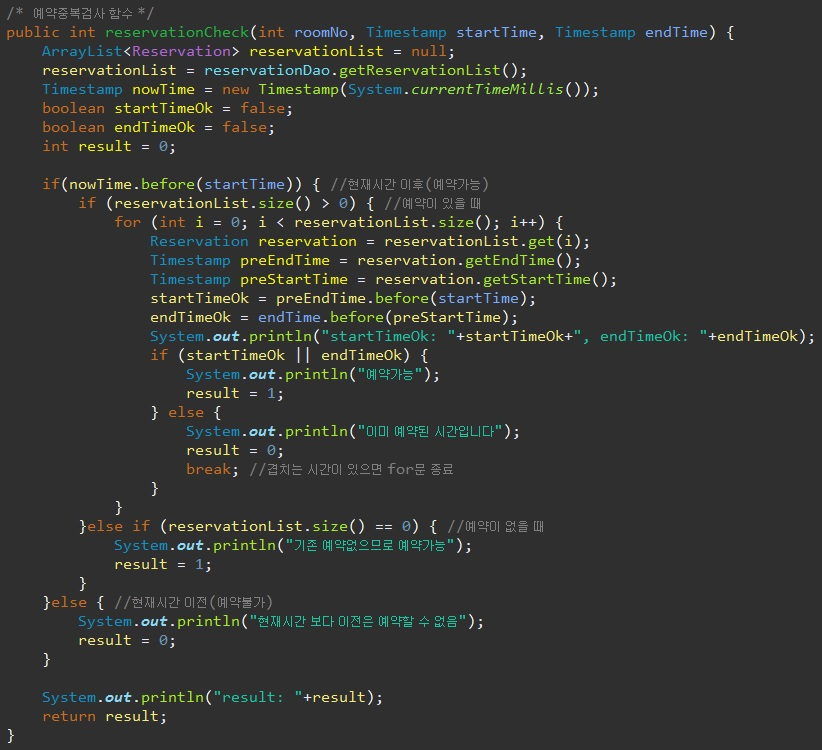 /* 예약중복검사 함수 */
public int reservationCheck(int roomNo, Timestamp startTime, Timestamp endTime) {
    ArrayList<Reservation> reservationList = null;
    reservationList = reservationDao.getReservationList();
    Timestamp nowTime = new Timestamp(System.currentTimeMillis());
    boolean startTimeOk = false;
    boolean endTimeOk = false;
    int result = 0;

    if(nowTime.before(startTime)) { //현재시간 이후(예약가능)
        if (reservationList.size() > 0) { //예약이 있을 때
            for (int i = 0; i < reservationList.size(); i++) {
                Reservation reservation = reservationList.get(i);
                Timestamp preEndTime = reservation.getEndTime();
                Timestamp preStartTime = reservation.getStartTime();
                startTimeOk = preEndTime.before(startTime);
                endTimeOk = endTime.before(preStartTime);
                System.out.println("startTimeOk: "+startTimeOk+", endTimeOk: "+endTimeOk);
                if (startTimeOk || endTimeOk) {
                    System.out.println("예약가능");
                    result = 1;
                } else {
                    System.out.println("이미 예약된 시간입니다");
                    result = 0;
                    break; //겹치는 시간이 있으면 for문 종료
                }
            }
        }else if (reservationList.size() == 0) { //예약이 없을 때
            System.out.println("기존 예약없으므로 예약가능");
            result = 1;
        }
    }else { //현재시간 이전(예약불가)
        System.out.println("현재시간 보다 이전은 예약할 수 없음");
        result = 0;
    }

    System.out.println("result: "+result);
    return result;
}